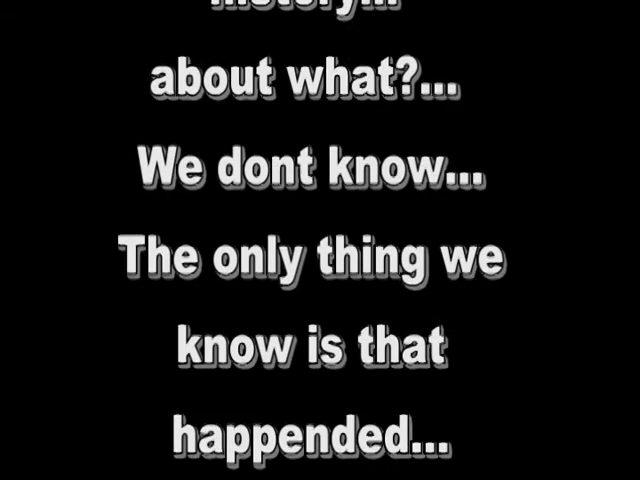 about what?...
We dont know...
The only thing we
know is that
happended...